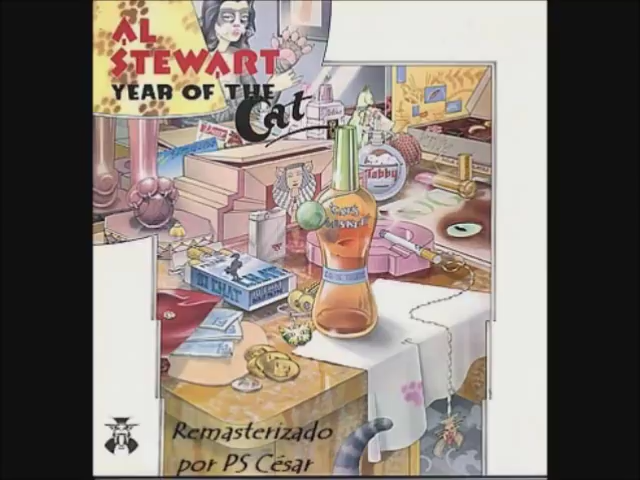 AL
STEWART
YEAR OF THE
Cat
Tabby
Remasterizado
por PS César